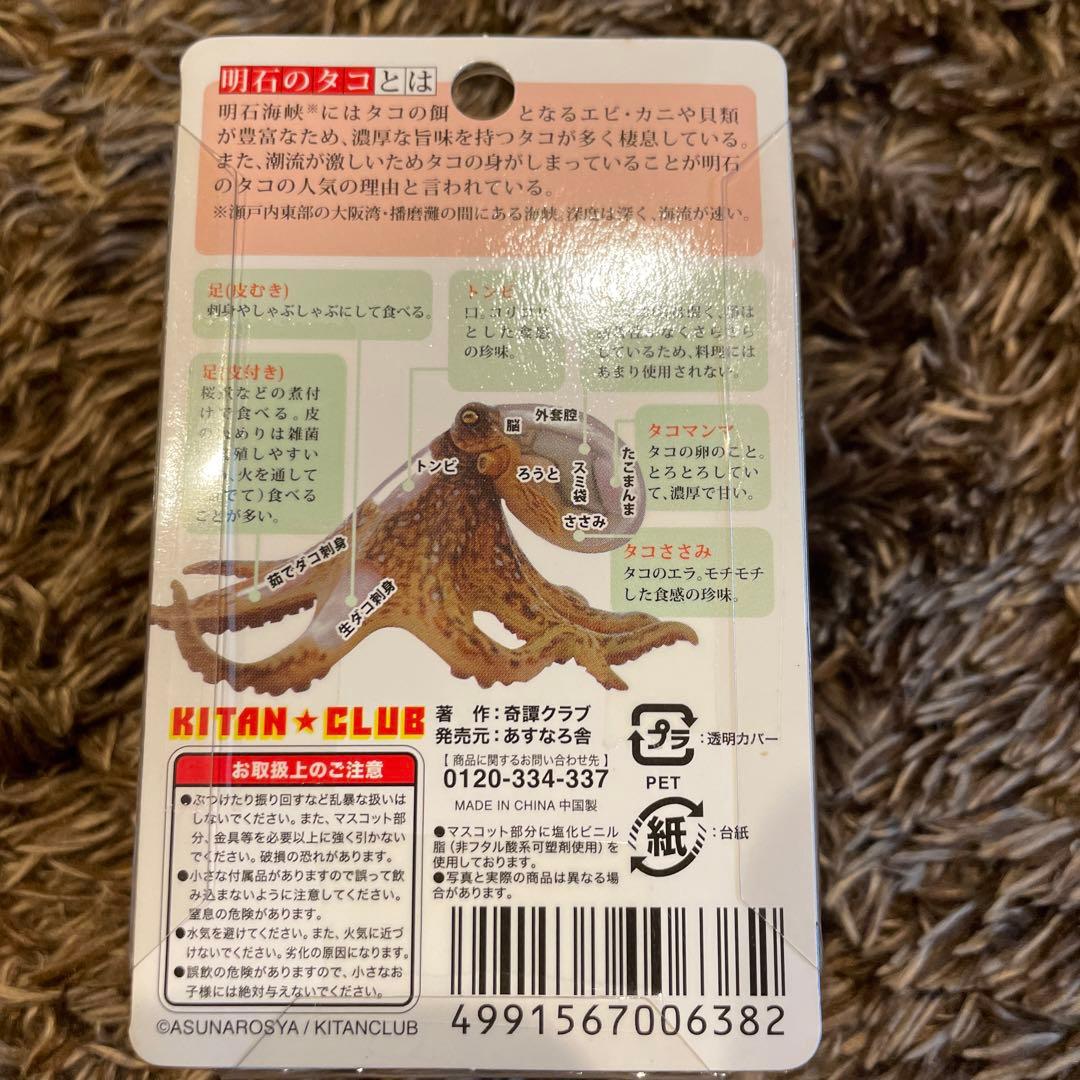 明石のタコとは
明石海峡※にはタコの餌 となるエビ・カニや貝類
が豊富なため、濃厚な旨味を持つタコが多く棲息している。
また、潮流が激しいためタコの身がしまっていることが明石
のタコの人気の理由と言われている。
※瀬戸内東部の大阪湾・播磨灘の間にある海峡。深度は深く、海流が速い。
足(皮むき)
刺身やしゃぶしゃぶにして食べる。
トンビ
口。コリコリ
とした食感
の珍味。
なくさらさら
しているため、料理には
あまり使用されない。
足(皮付き)
桜煮などの煮付
けで食べる。皮
のぬめりは雑菌
殖しやすい
、火を通して
でて)食べる
ことが多い。
タコマンマ
タコの卵のこと。
とろとろしてい
て、濃厚で甘い。
タコささみ
タコのエラ。モチモチ
した食感の珍味。
外套腔
脳
トンビ
ろうと
スミ袋
たこまんま
ささみ
茹でダコ刺身
生ダコ刺身
KITAN★CLUB
著 作:奇譚クラブ
発売元:あすなろ舎
【商品に関するお問い合わせ先】
0120-334-337
MADE IN CHINA 中国製
●マスコット部分に塩化ビニル
脂(非フタル酸系可塑剤使用)を
使用しております。
●写真と実際の商品は異なる場
合があります。
プラ
:透明カバー
PET
紙
:台紙
お取扱上のご注意
●ぶつけたり振り回すなど乱暴な扱いは
しないでください。また、マスコット部
分、金具等を必要以上に強く引かない
でください。破損の恐れがあります。
●小さな付属品がありますので誤って飲
み込まないように注意してください。
窒息の危険があります。
●水気を避けてください。また、火気に近づ
けないでください。劣化の原因になります。
●誤飲の危険がありますので、小さなお
子様には絶対与えないでください。
©ASUNAROSYA / KITANCLUB
4991567006382